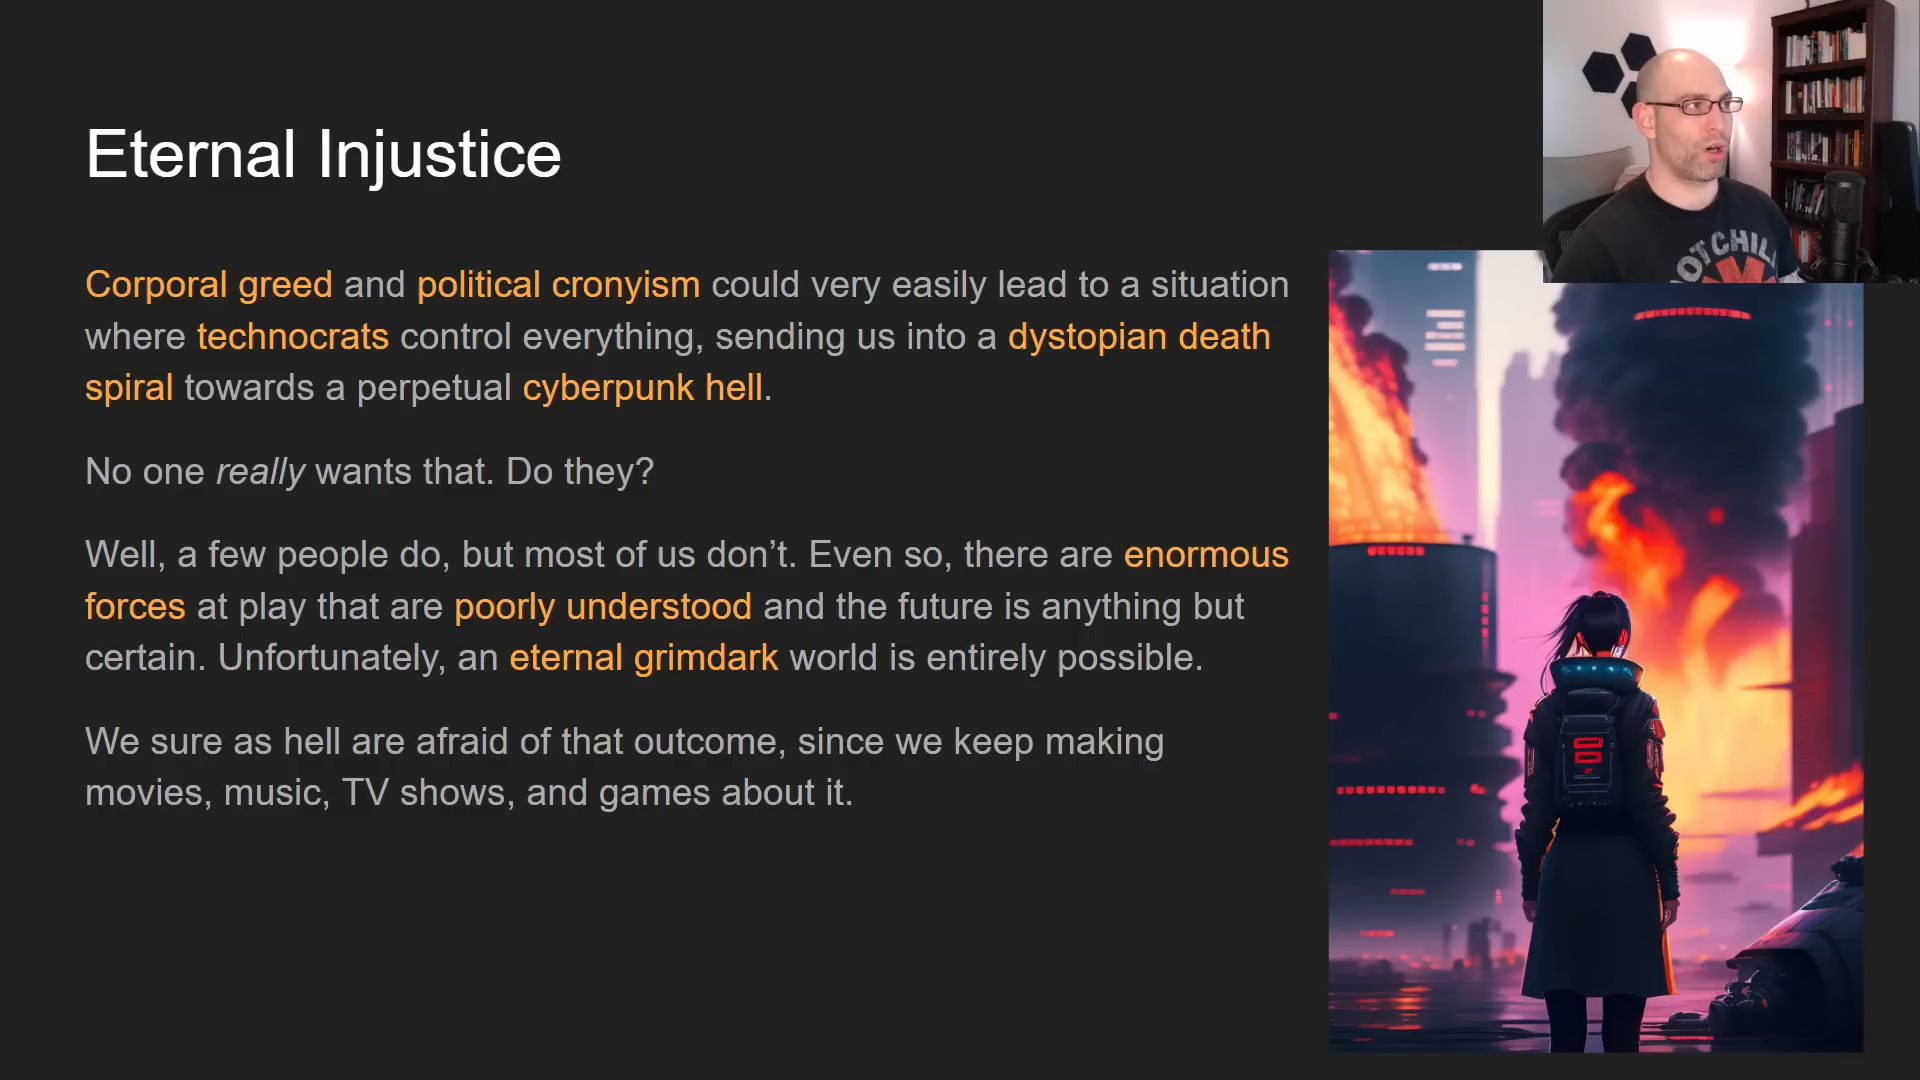 Eternal Injustice
Corporal greed and political cronyism could very easily lead to a situation
where technocrats control everything, sending us into a dystopian death
spiral towards a perpetual cyberpunk hell.
No one really wants that. Do they?
Well, a few people do, but most of us don’t. Even so, there are enormous
forces at play that are poorly understood and the future is anything but
certain. Unfortunately, an eternal grimdark world is entirely possible.
We sure as hell are afraid of that outcome, since we keep making
movies, music, TV shows, and games about it.